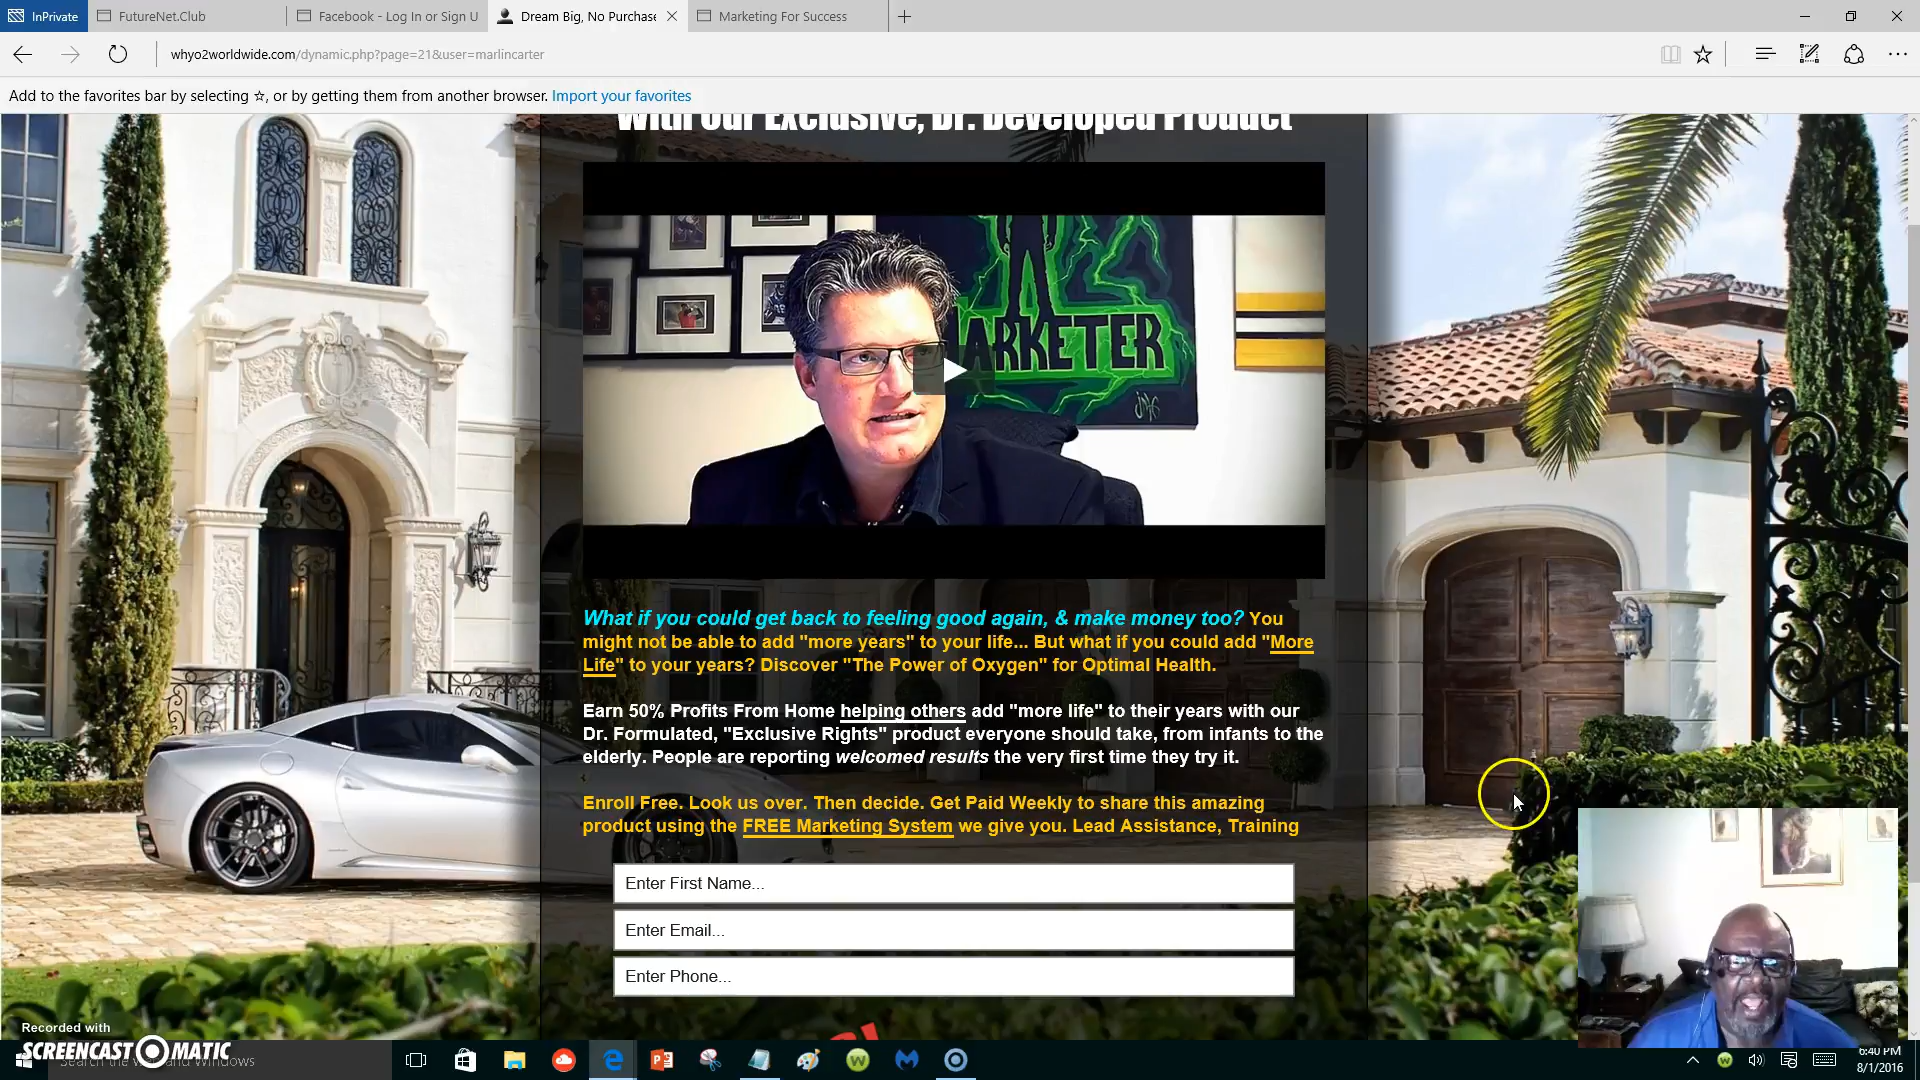 InPrivate
FutureNet.Club
Facebook - Log In or Sign U
Dream Big, No Purchase
Marketing For Success
whyo2worldwide.com/dynamic.php?page=21&user=marlincarter
Add to the favorites bar by selecting ☆, or by getting them from another browser. Import your favorites
With Our Exclusive, Dr. Developed Product
MARKETER
What if you could get back to feeling good again, & make money too? You
might not be able to add "more years" to your life... But what if you could add "More
Life" to your years? Discover "The Power of Oxygen" for Optimal Health.
Earn 50% Profits From Home helping others add "more life" to their years with our
Dr. Formulated, "Exclusive Rights" product everyone should take, from infants to the
elderly. People are reporting welcomed results the very first time they try it.
Enroll Free. Look us over. Then decide. Get Paid Weekly to share this amazing
product using the FREE Marketing System we give you. Lead Assistance, Training
Enter First Name...
Enter Email...
Enter Phone...
Recorded with
SCREENCAST-O-MATIC
Search the web and Windows
6:40 PM
8/1/2016